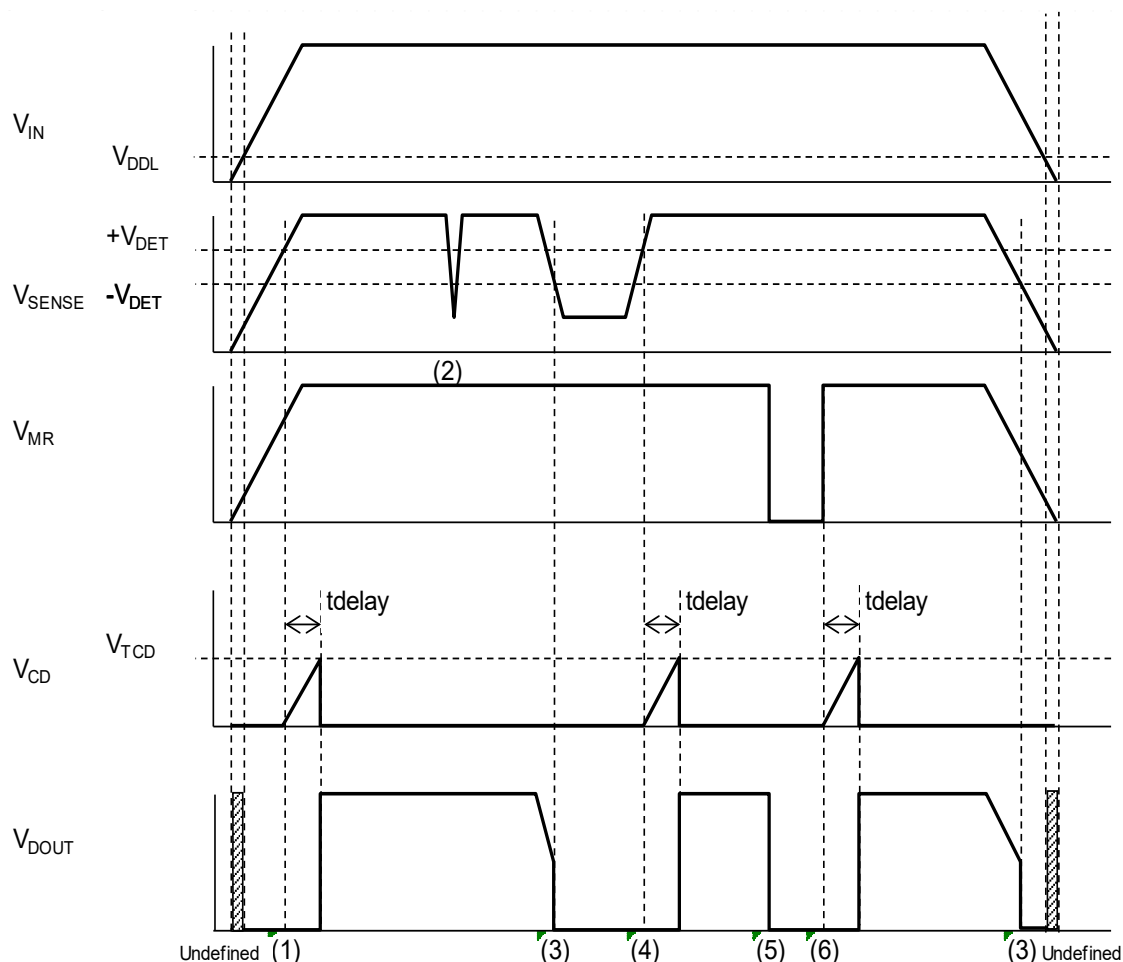 VIN
VDDL
+VDET
VSENSE -VDET
(2)
VMR
tdelay tdelay tdelay
VTCD
VCD
VDOUT
Undefined (1) (3) (4) (5) (6) (3) Undefined